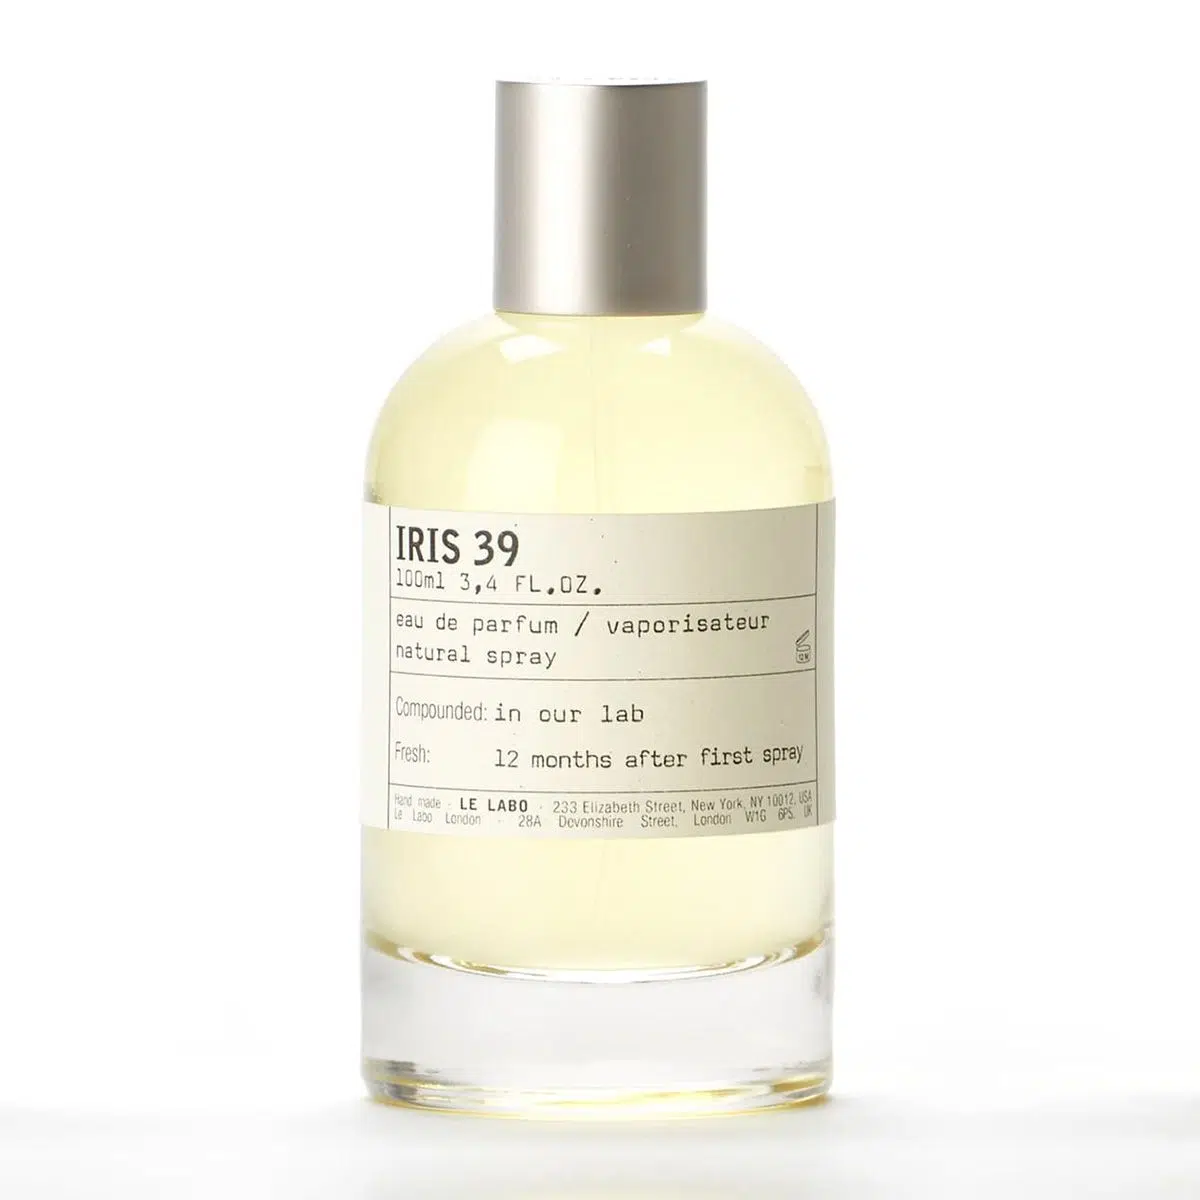 IRIS 39
100ml 3,4 FL.OZ.
eau de parfum / vaporisateur
natural spray
12 M
Compounded: in our lab
Fresh: 12 months after first spray
Hand made · LE LABO · 233 Elizabeth Street, New York, NY 10012, USA
Le Labo London · 28A Devonshire Street, London W1G 6PS. UK